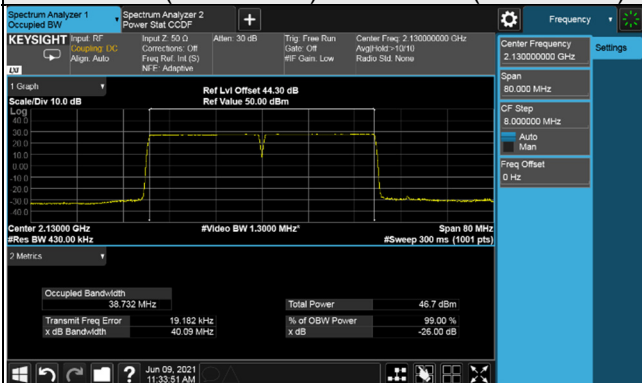 Spectrum Analyzer 1
Occupied BW
Spectrum Analyzer 2
Power Stat CCDF
+
Frequency
KEYSIGHT
Input: RF
Coupling: DC
Align: Auto
Input Z: 50 Ω
Corrections: Off
Freq Ref: Int (S)
NFE: Adaptive
Atten: 30 dB
Trig: Free Run
Gate: Off
#IF Gain: Low
Center Freq: 2.130000000 GHz
Avg|Hold:>10/10
Radio Std: None
LXI
Center Frequency
2.130000000 GHz
Settings
Span
80.000 MHz
CF Step
8.000000 MHz
Auto
Man
Freq Offset
0 Hz
1 Graph
Scale/Div 10.0 dB
Ref Lvl Offset 44.30 dB
Ref Value 50.00 dBm
Log
40.0
30.0
20.0
10.0
0.00
-10.0
-20.0
-30.0
-40.0
Center 2.13000 GHz
#Res BW 430.00 kHz
#Video BW 1.3000 MHz*
Span 80 MHz
#Sweep 300 ms (1001 pts)
2 Metrics
Occupied Bandwidth
38.732 MHz
Total Power 46.7 dBm
Transmit Freq Error 19.182 kHz
% of OBW Power 99.00 %
x dB Bandwidth 40.09 MHz
x dB -26.00 dB
?
Jun 09, 2021
11:33:51 AM